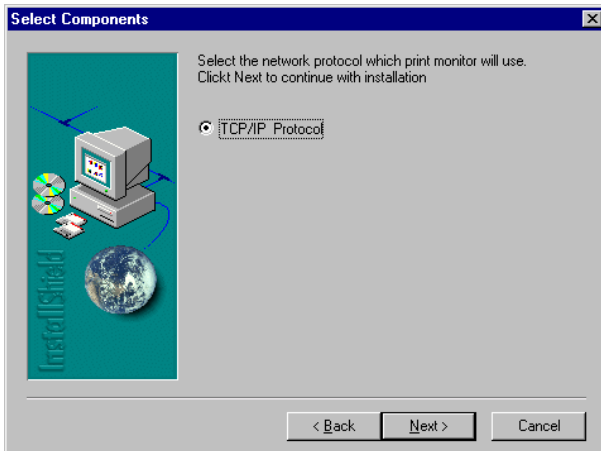 Select Components
Select the network protocol which print monitor will use.
Clickt Next to continue with installation
TCP/IP Protocol
InstallShield
< Back
Next >
Cancel